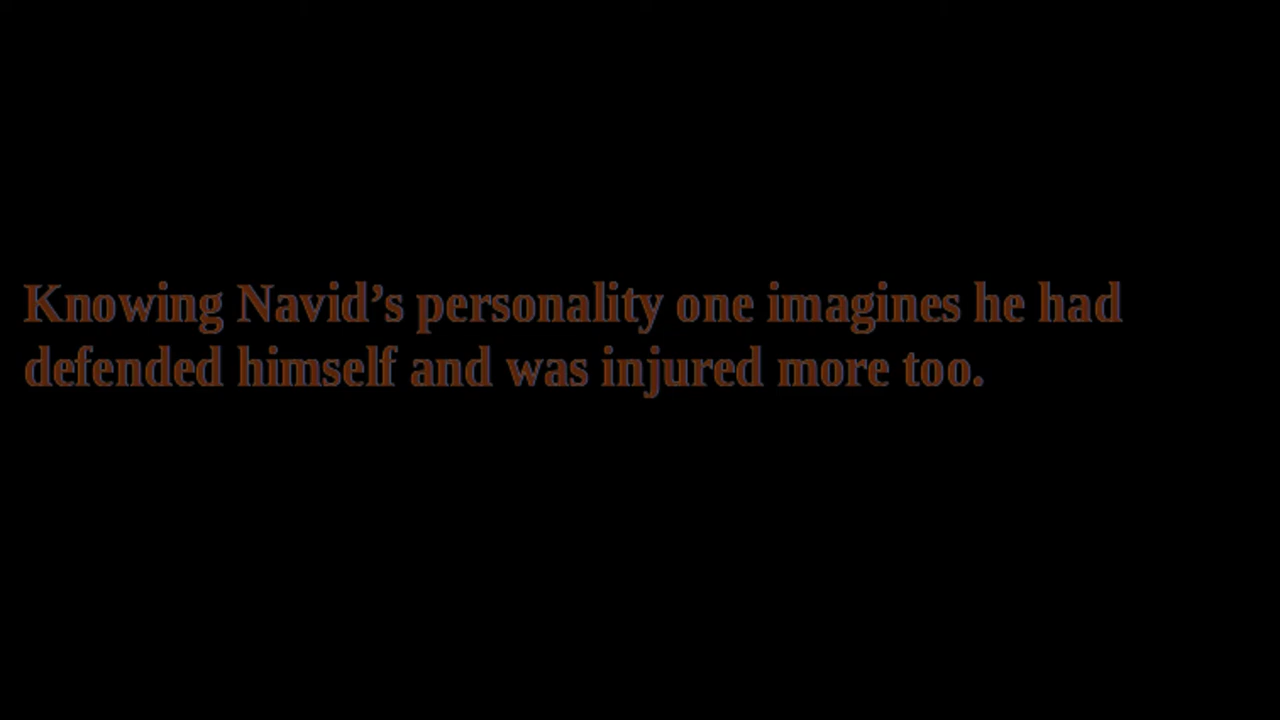 Knowing Navid’s personality one imagines he had
defended himself and was injured more too.